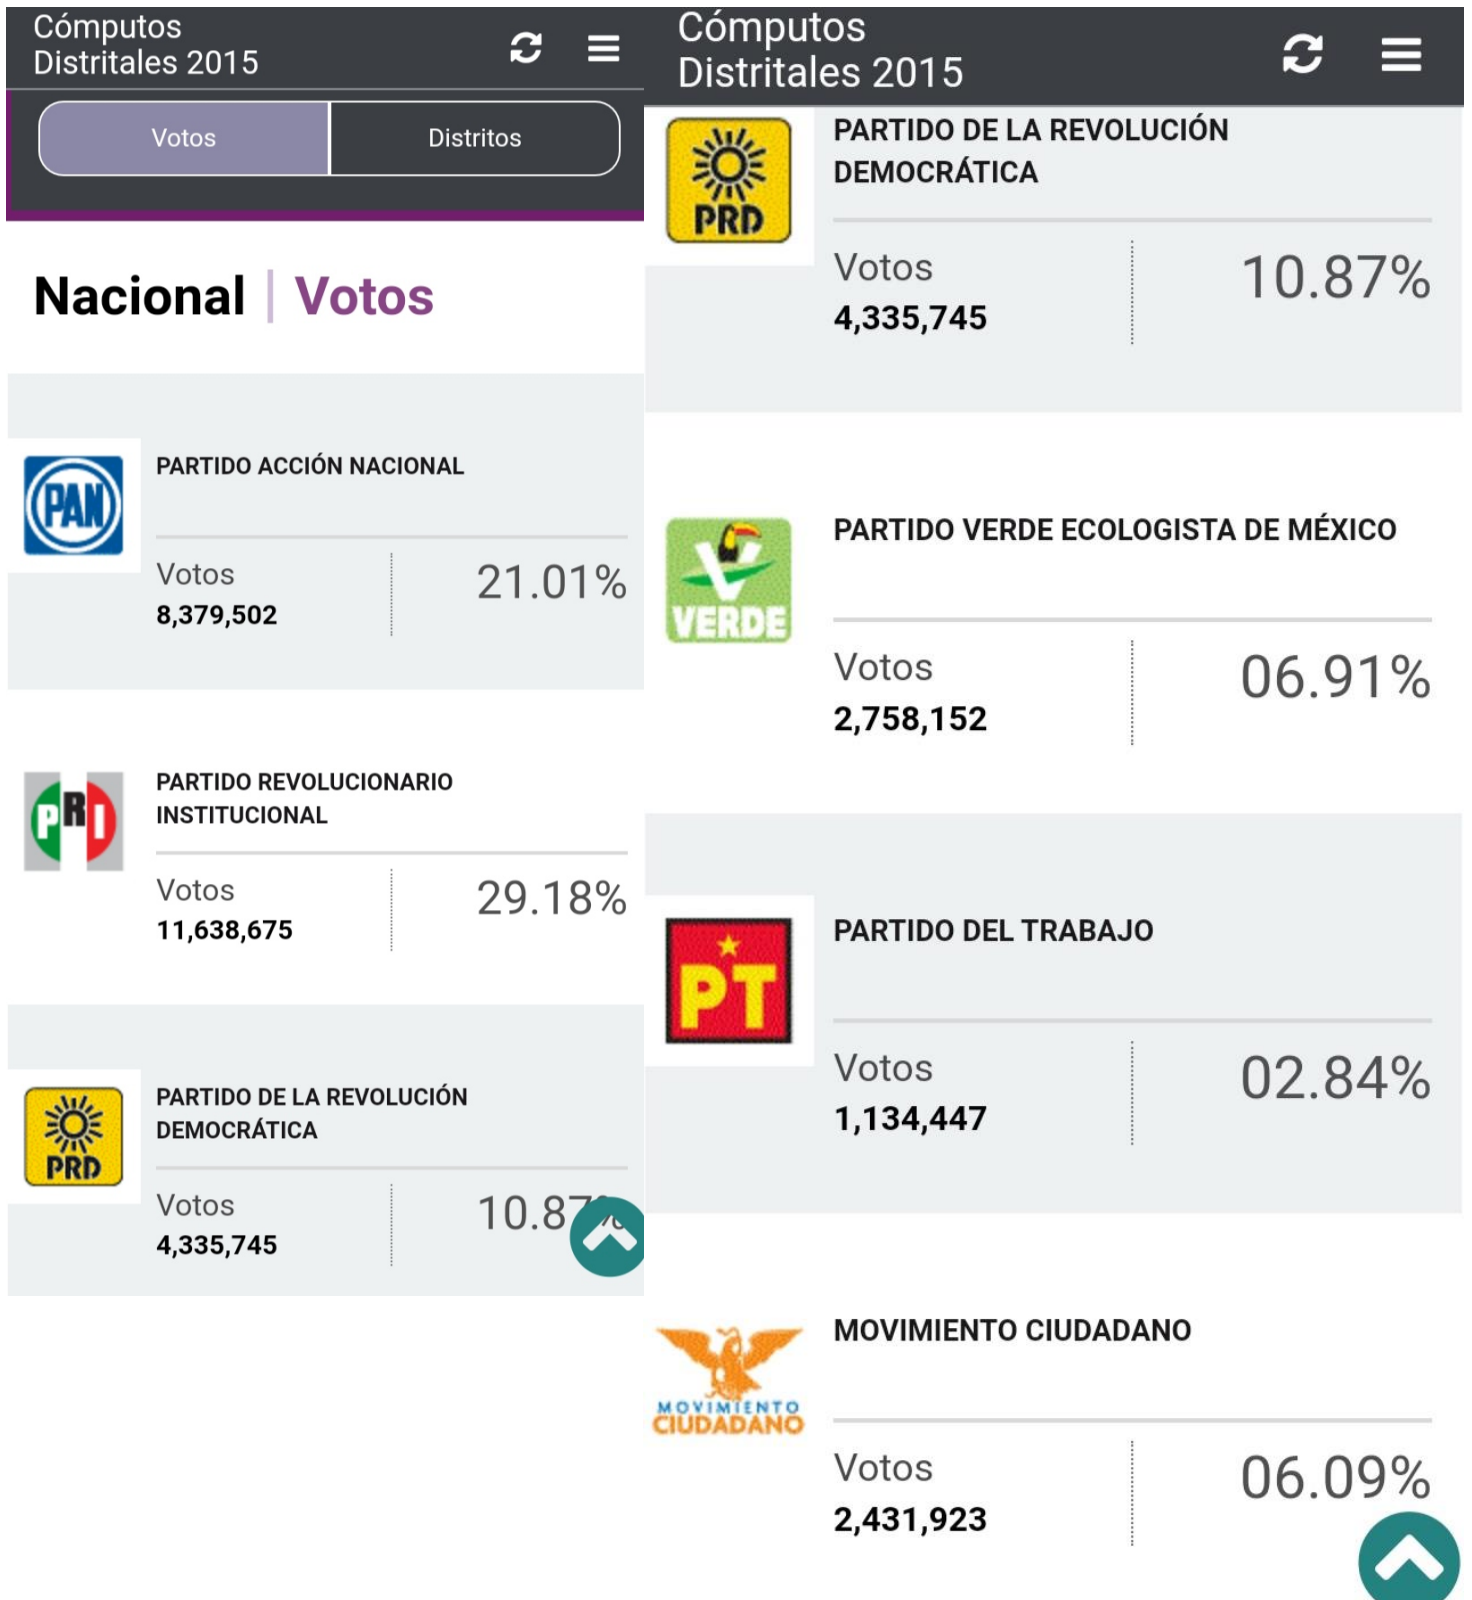 Cómputos
Distritales 2015
Votos Distritos
Nacional | Votos
PAN
PARTIDO ACCIÓN NACIONAL
Votos 21.01%
8,379,502
PRI
PARTIDO REVOLUCIONARIO
INSTITUCIONAL
Votos 29.18%
11,638,675
PRD
PARTIDO DE LA REVOLUCIÓN
DEMOCRÁTICA
Votos 10.87%
4,335,745
Cómputos
Distritales 2015
PRD
PARTIDO DE LA REVOLUCIÓN
DEMOCRÁTICA
Votos 10.87%
4,335,745
VERDE
PARTIDO VERDE ECOLOGISTA DE MÉXICO
Votos 06.91%
2,758,152
PT
PARTIDO DEL TRABAJO
Votos 02.84%
1,134,447
MOVIMIENTO
CIUDADANO
MOVIMIENTO CIUDADANO
Votos 06.09%
2,431,923